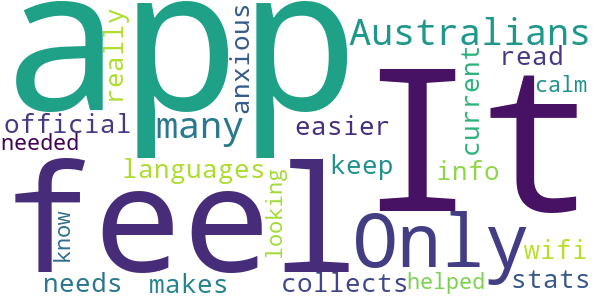 app
It
feel
Only
Australians
really
anxious
current
read
calm
official
many
easier
needed
languages
looking
keep
info
know
needs
makes
collects
helped
wifi
stats